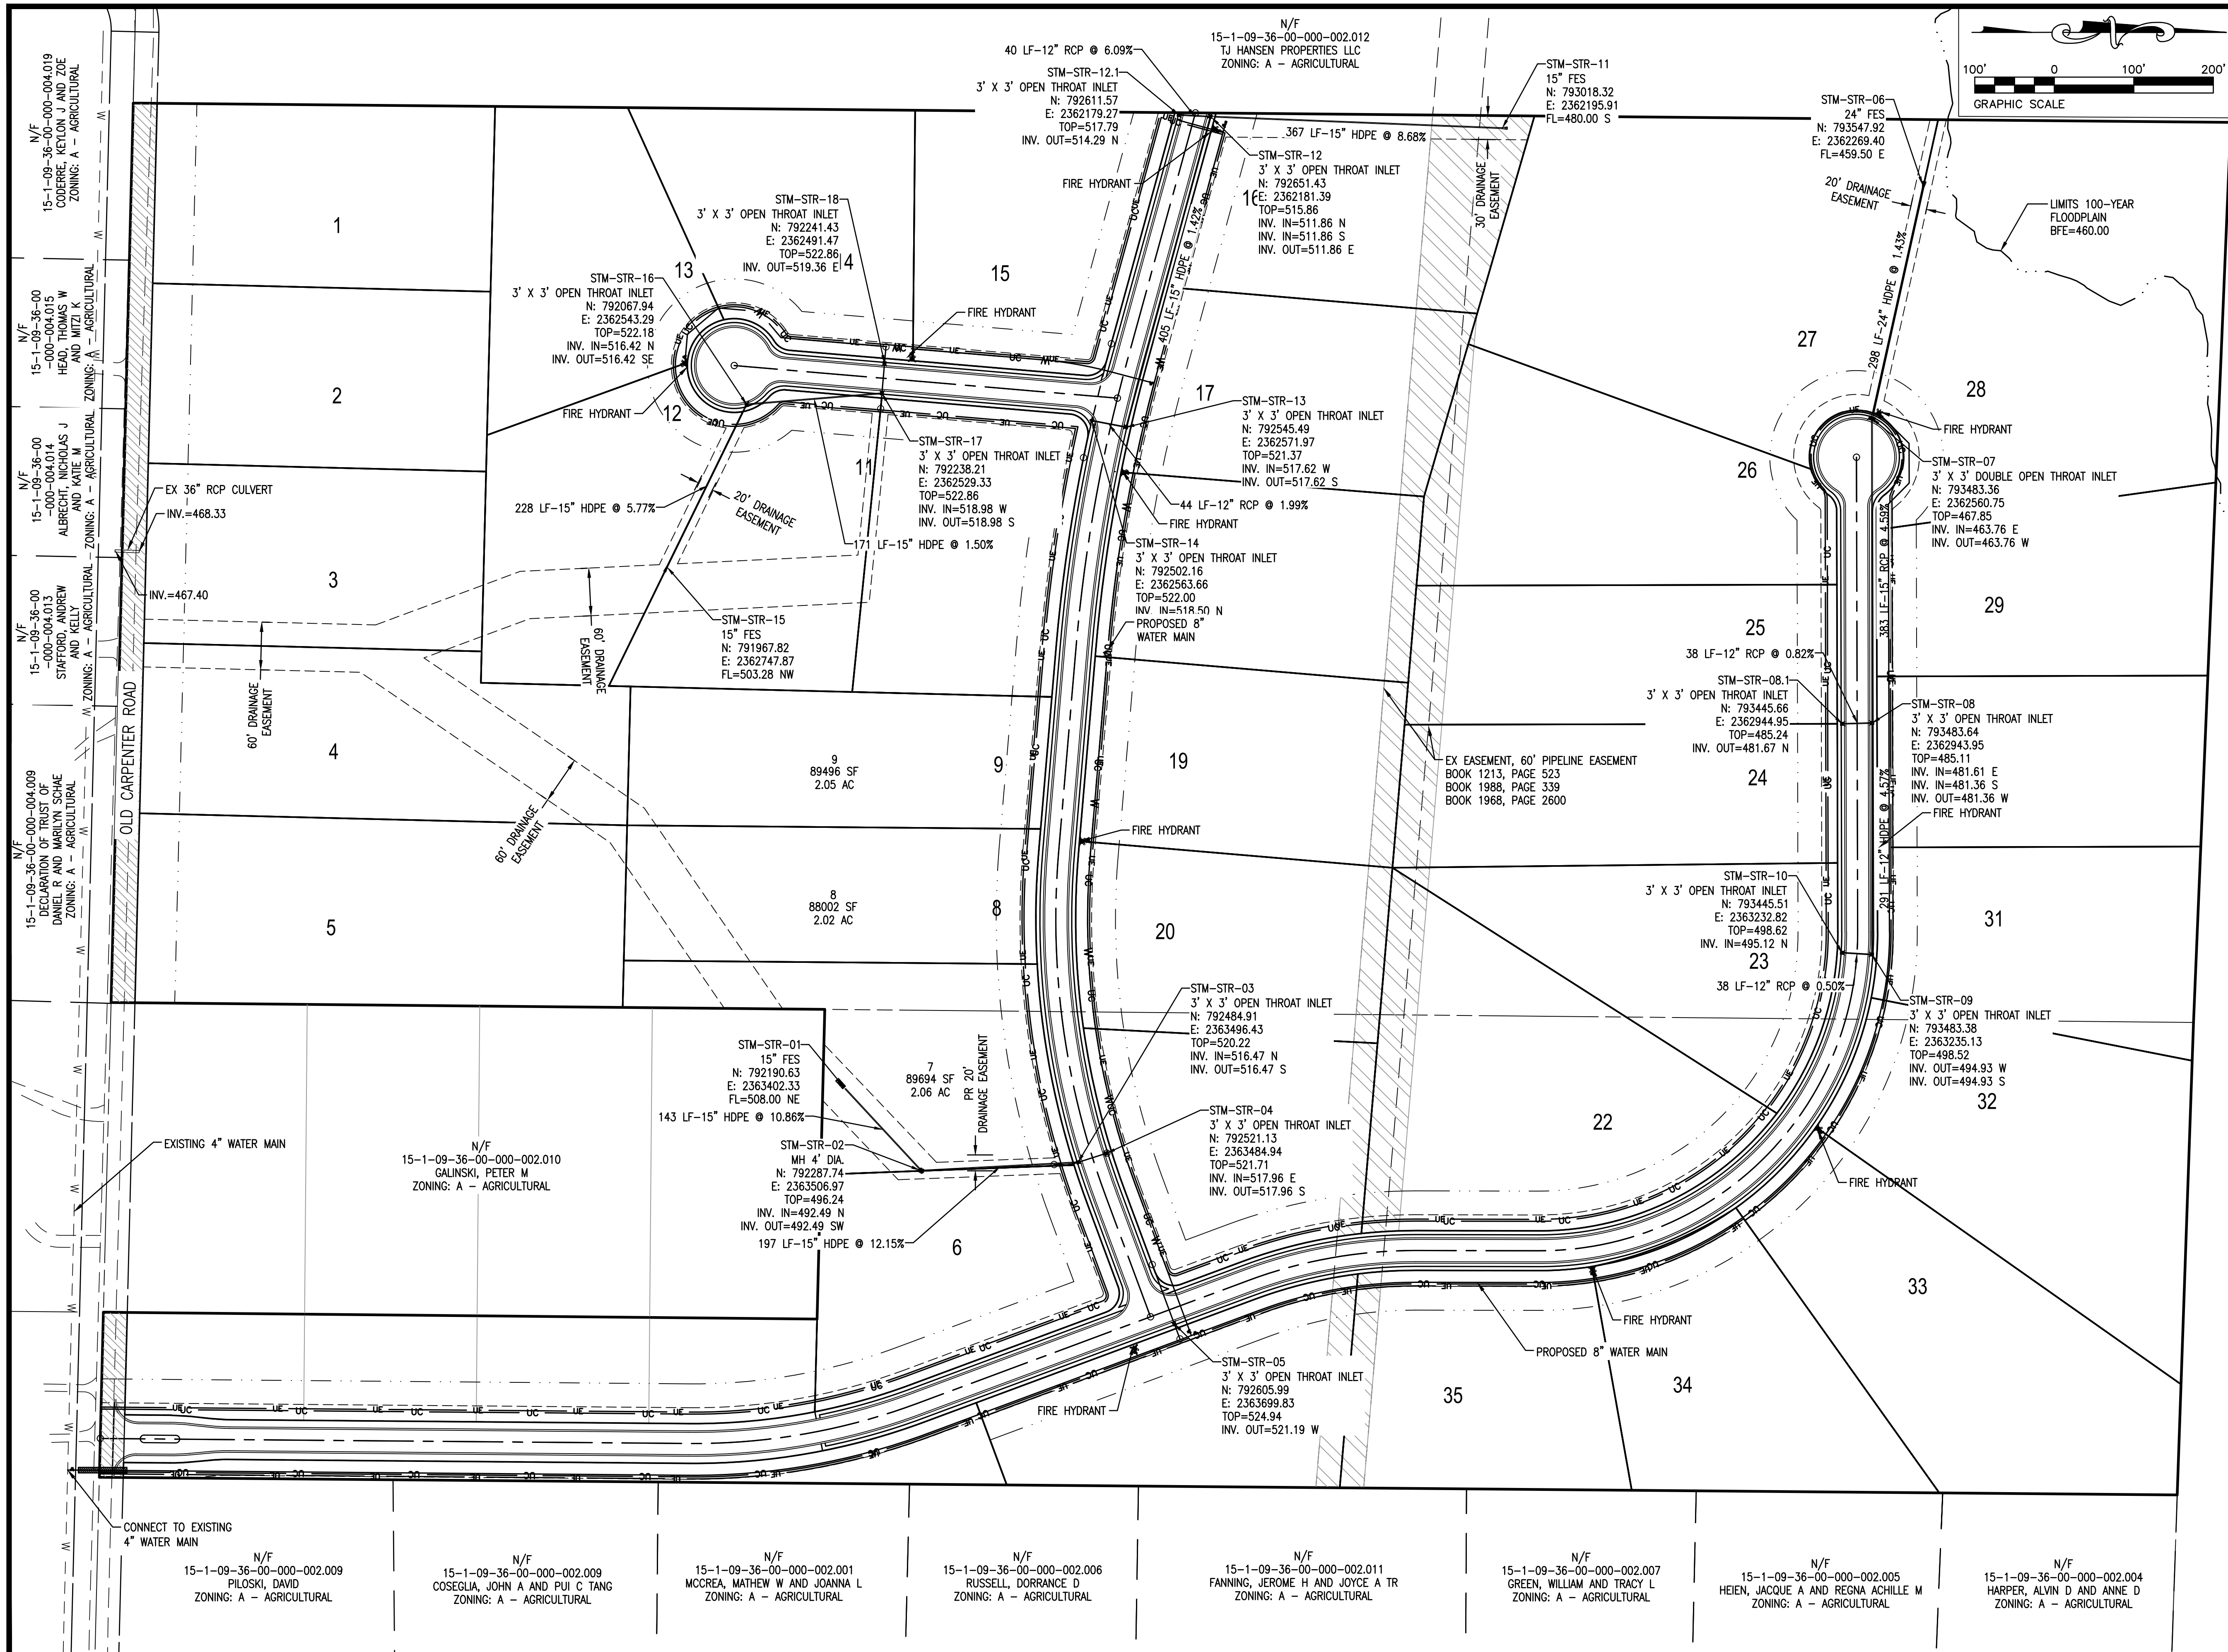 N/F
15-1-09-36-00-000-004.019
CODERRE, KEYLON J AND ZOE
ZONING: A - AGRICULTURAL
N/F
15-1-09-36-00
-000-004.015
HEAD, THOMAS W
AND MITZI K
ZONING: A - AGRICULTURAL
N/F
15-1-09-36-00
-000-004.014
ALBRECHT, NICHOLAS J
AND KATIE M
ZONING: A - AGRICULTURAL
N/F
15-1-09-36-00
-000-004.013
STAFFORD, ANDREW
AND KELLY
ZONING: A - AGRICULTURAL
N/F
15-1-09-36-00-000-004.009
DECLARATION OF TRUST OF
DANIEL R AND MARILYN SCHAE
ZONING: A - AGRICULTURAL
OLD CARPENTER ROAD
EX 36" RCP CULVERT
INV.=468.33
INV.=467.40
EXISTING 4" WATER MAIN
CONNECT TO EXISTING
4" WATER MAIN
N/F
15-1-09-36-00-000-002.012
TJ HANSEN PROPERTIES LLC
ZONING: A - AGRICULTURAL
100'
0
100'
200'
GRAPHIC SCALE
40 LF-12" RCP @ 6.09%
STM-STR-12.1
3' X 3' OPEN THROAT INLET
N: 792611.57
E: 2362179.27
TOP=517.79
INV. OUT=514.29 N
FIRE HYDRANT
367 LF-15" HDPE @ 8.68%
STM-STR-11
15" FES
N: 793018.32
E: 2362195.91
FL=480.00 S
STM-STR-12
3' X 3' OPEN THROAT INLET
N: 792651.43
E: 2362181.39
TOP=515.86
INV. IN=511.86 N
INV. IN=511.86 S
INV. OUT=511.86 E
30' DRAINAGE
EASEMENT
405 LF-15" HDPE @ 1.42%
STM-STR-06
24" FES
N: 793547.92
E: 2362269.40
FL=459.50 E
20' DRAINAGE
EASEMENT
LIMITS 100-YEAR
FLOODPLAIN
BFE=460.00
298 LF-24" HDPE @ 1.43%
STM-STR-18
3' X 3' OPEN THROAT INLET
N: 792241.43
E: 2362491.47
TOP=522.86
INV. OUT=519.36 E
STM-STR-16
3' X 3' OPEN THROAT INLET
N: 792067.94
E: 2362543.29
TOP=522.18
INV. IN=516.42 N
INV. OUT=516.42 SE
FIRE HYDRANT
FIRE HYDRANT
1
2
3
4
5
6
13
4
15
16
12
11
17
27
28
26
STM-STR-17
3' X 3' OPEN THROAT INLET
N: 792238.21
E: 2362529.33
TOP=522.86
INV. IN=518.98 W
INV. OUT=518.98 S
228 LF-15" HDPE @ 5.77%
20' DRAINAGE
EASEMENT
171 LF-15" HDPE @ 1.50%
STM-STR-13
3' X 3' OPEN THROAT INLET
N: 792545.49
E: 2362571.97
TOP=521.37
INV. IN=517.62 W
INV. OUT=517.62 S
44 LF-12" RCP @ 1.99%
FIRE HYDRANT
STM-STR-14
3' X 3' OPEN THROAT INLET
N: 792502.16
E: 2362563.66
TOP=522.00
INV. IN=518.50 N
PROPOSED 8"
WATER MAIN
FIRE HYDRANT
STM-STR-07
3' X 3' DOUBLE OPEN THROAT INLET
N: 793483.36
E: 2362560.75
TOP=467.85
INV. IN=463.76 E
INV. OUT=463.76 W
383 LF-15" RCP @ 4.59%
STM-STR-15
15" FES
N: 791967.82
E: 2362747.87
FL=503.28 NW
60' DRAINAGE
EASEMENT
60' DRAINAGE
EASEMENT
60' DRAINAGE
EASEMENT
29
25
38 LF-12" RCP @ 0.82%
STM-STR-08.1
3' X 3' OPEN THROAT INLET
N: 793445.66
E: 2362944.95
TOP=485.24
INV. OUT=481.67 N
STM-STR-08
3' X 3' OPEN THROAT INLET
N: 793483.64
E: 2362943.95
TOP=485.11
INV. IN=481.61 E
INV. IN=481.36 S
INV. OUT=481.36 W
FIRE HYDRANT
24
291 LF-12" HDPE @ 4.57%
9
89496 SF
2.05 AC
9
19
EX EASEMENT, 60' PIPELINE EASEMENT
BOOK 1213, PAGE 523
BOOK 1988, PAGE 339
BOOK 1968, PAGE 2600
FIRE HYDRANT
8
88002 SF
2.02 AC
8
20
STM-STR-10
3' X 3' OPEN THROAT INLET
N: 793445.51
E: 2363232.82
TOP=498.62
INV. IN=495.12 N
23
38 LF-12" RCP @ 0.50%
31
STM-STR-09
3' X 3' OPEN THROAT INLET
N: 793483.38
E: 2363235.13
TOP=498.52
INV. OUT=494.93 W
INV. OUT=494.93 S
32
STM-STR-03
3' X 3' OPEN THROAT INLET
N: 792484.91
E: 2363496.43
TOP=520.22
INV. IN=516.47 N
INV. OUT=516.47 S
STM-STR-01
15" FES
N: 792190.63
E: 2363402.33
FL=508.00 NE
143 LF-15" HDPE @ 10.86%
STM-STR-02
MH 4' DIA.
N: 792287.74
E: 2363506.97
TOP=496.24
INV. IN=492.49 N
INV. OUT=492.49 SW
197 LF-15" HDPE @ 12.15%
7
89694 SF
2.06 AC
PR 20'
DRAINAGE EASEMENT
STM-STR-04
3' X 3' OPEN THROAT INLET
N: 792521.13
E: 2363484.94
TOP=521.71
INV. IN=517.96 E
INV. OUT=517.96 S
22
N/F
15-1-09-36-00-000-002.010
GALINSKI, PETER M
ZONING: A - AGRICULTURAL
FIRE HYDRANT
33
FIRE HYDRANT
PROPOSED 8" WATER MAIN
34
35
STM-STR-05
3' X 3' OPEN THROAT INLET
N: 792605.99
E: 2363699.83
TOP=524.94
INV. OUT=521.19 W
FIRE HYDRANT
N/F
15-1-09-36-00-000-002.009
PILOSKI, DAVID
ZONING: A - AGRICULTURAL
N/F
15-1-09-36-00-000-002.009
COSEGLIA, JOHN A AND PUI C TANG
ZONING: A - AGRICULTURAL
N/F
15-1-09-36-00-000-002.001
MCCREA, MATHEW W AND JOANNA L
ZONING: A - AGRICULTURAL
N/F
15-1-09-36-00-000-002.006
RUSSELL, DORRANCE D
ZONING: A - AGRICULTURAL
N/F
15-1-09-36-00-000-002.011
FANNING, JEROME H AND JOYCE A TR
ZONING: A - AGRICULTURAL
N/F
15-1-09-36-00-000-002.007
GREEN, WILLIAM AND TRACY L
ZONING: A - AGRICULTURAL
N/F
15-1-09-36-00-000-002.005
HEIEN, JACQUE A AND REGNA ACHILLE M
ZONING: A - AGRICULTURAL
N/F
15-1-09-36-00-000-002.004
HARPER, ALVIN D AND ANNE D
ZONING: A - AGRICULTURAL